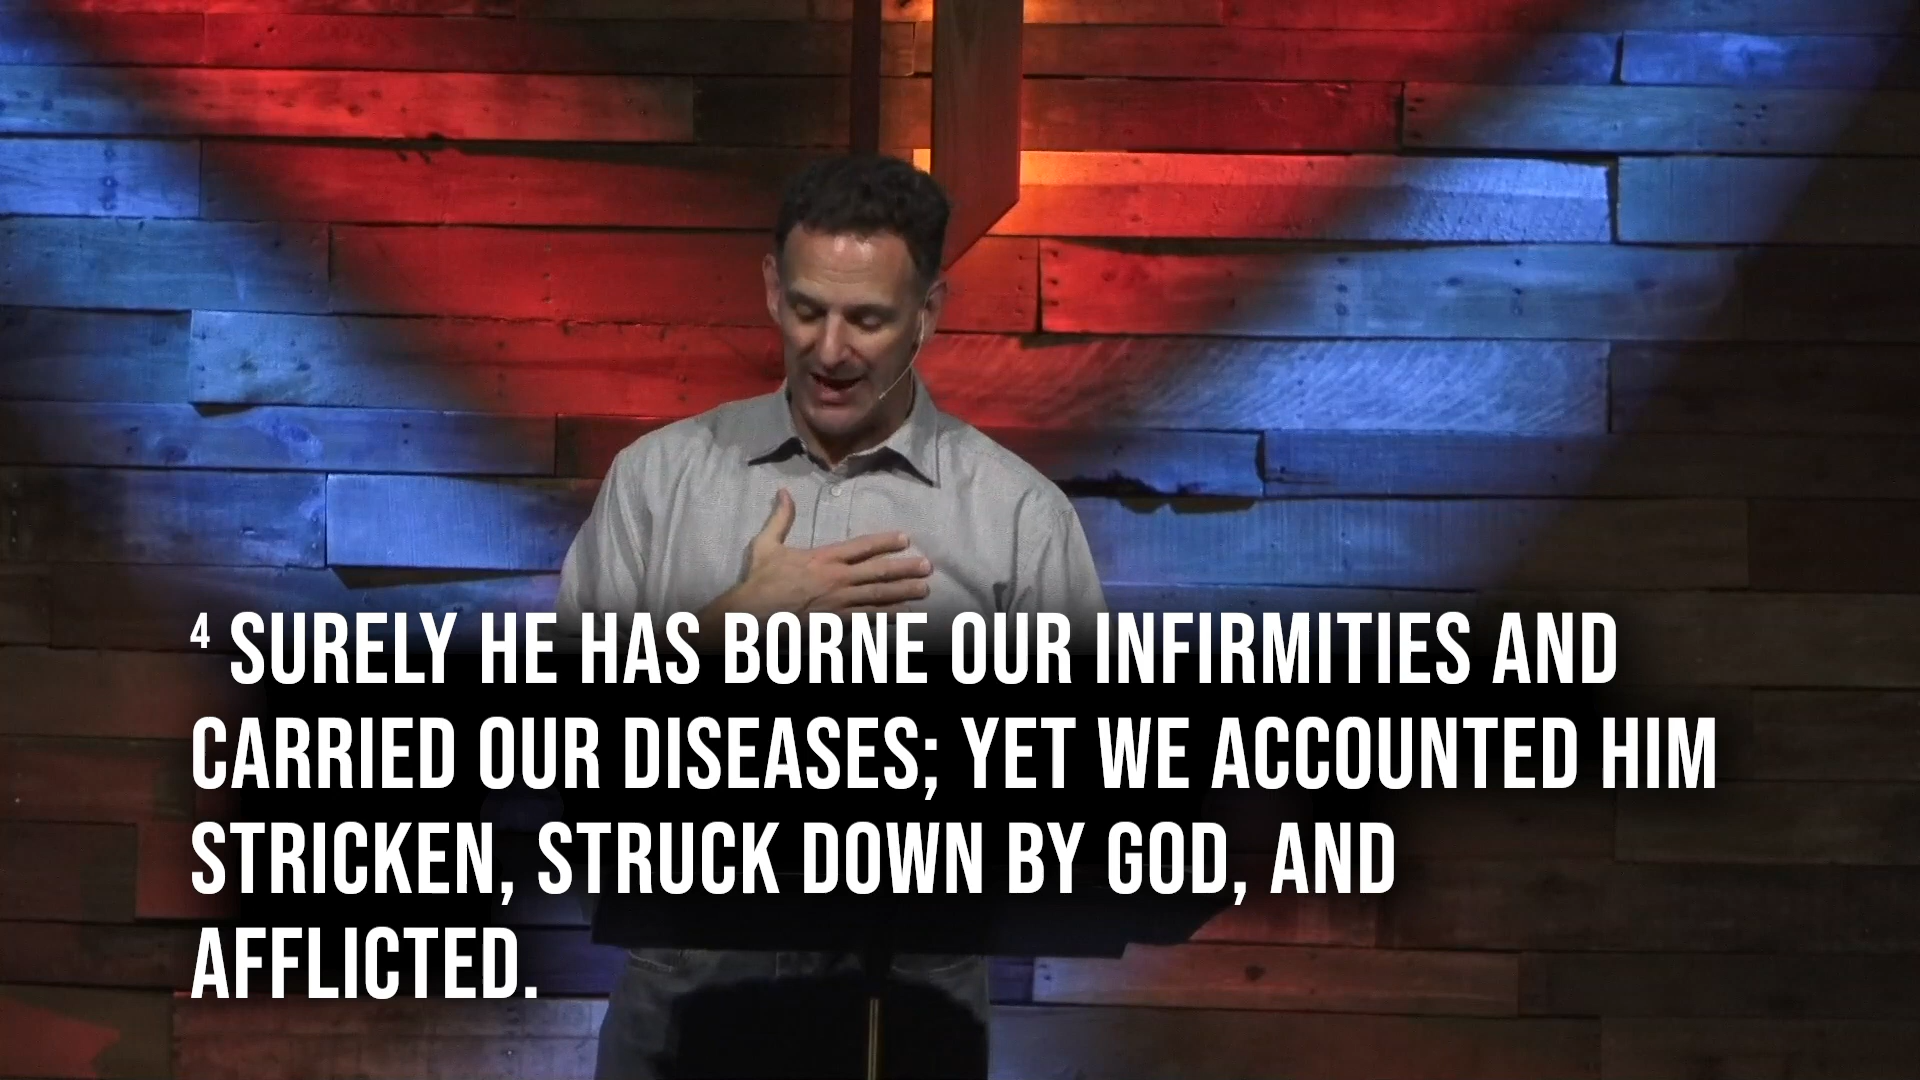 4 SURELY HE HAS BORNE OUR INFIRMITIES AND
CARRIED OUR DISEASES; YET WE ACCOUNTED HIM
STRICKEN, STRUCK DOWN BY GOD, AND
AFFLICTED.